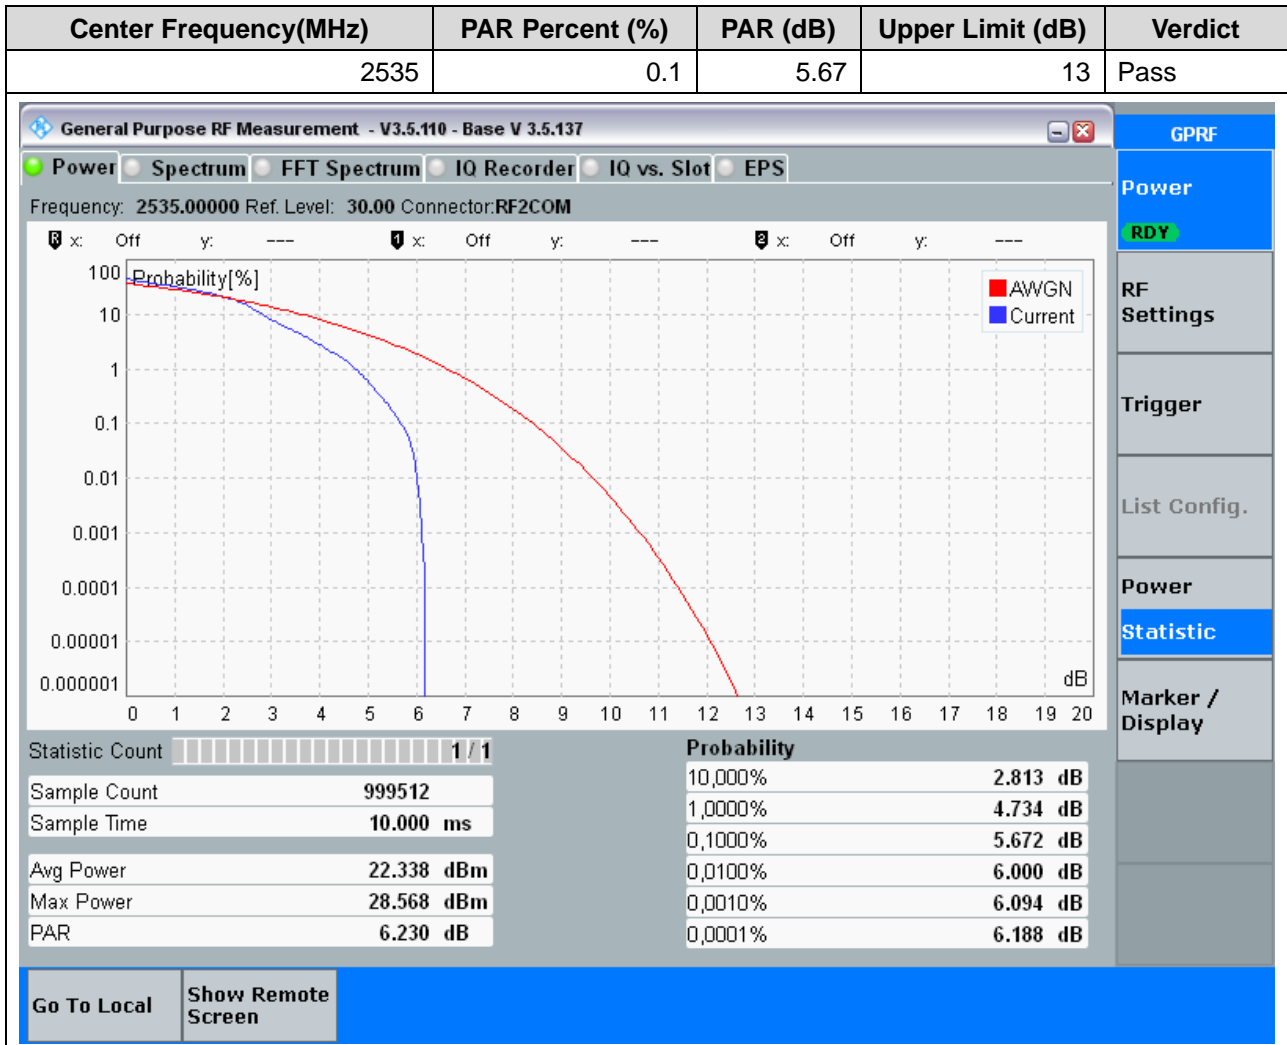 Center Frequency(MHz) PAR Percent (%) PAR (dB) Upper Limit (dB) Verdict
2535 0.1 5.67 13 Pass
General Purpose RF Measurement - V3.5.110 - Base V 3.5.137
GPRF
Power Spectrum FFT Spectrum IQ Recorder IQ vs. Slot EPS
Power
RDY
Frequency: 2535.00000 Ref. Level: 30.00 Connector:RF2COM
R x: Off y: --- 1 x: Off y: --- 2 x: Off y: ---
Probability[%]
AWGN
Current
100
10
1
0.1
0.01
0.001
0.0001
0.00001
0.000001
dB
0 1 2 3 4 5 6 7 8 9 10 11 12 13 14 15 16 17 18 19 20
RF
Settings
Trigger
List Config.
Power
Statistic
Marker /
Display
Statistic Count 1 / 1
Sample Count 999512
Sample Time 10.000 ms
Avg Power 22.338 dBm
Max Power 28.568 dBm
PAR 6.230 dB
Probability
10,000% 2.813 dB
1,0000% 4.734 dB
0,1000% 5.672 dB
0,0100% 6.000 dB
0,0010% 6.094 dB
0,0001% 6.188 dB
Go To Local
Show Remote
Screen